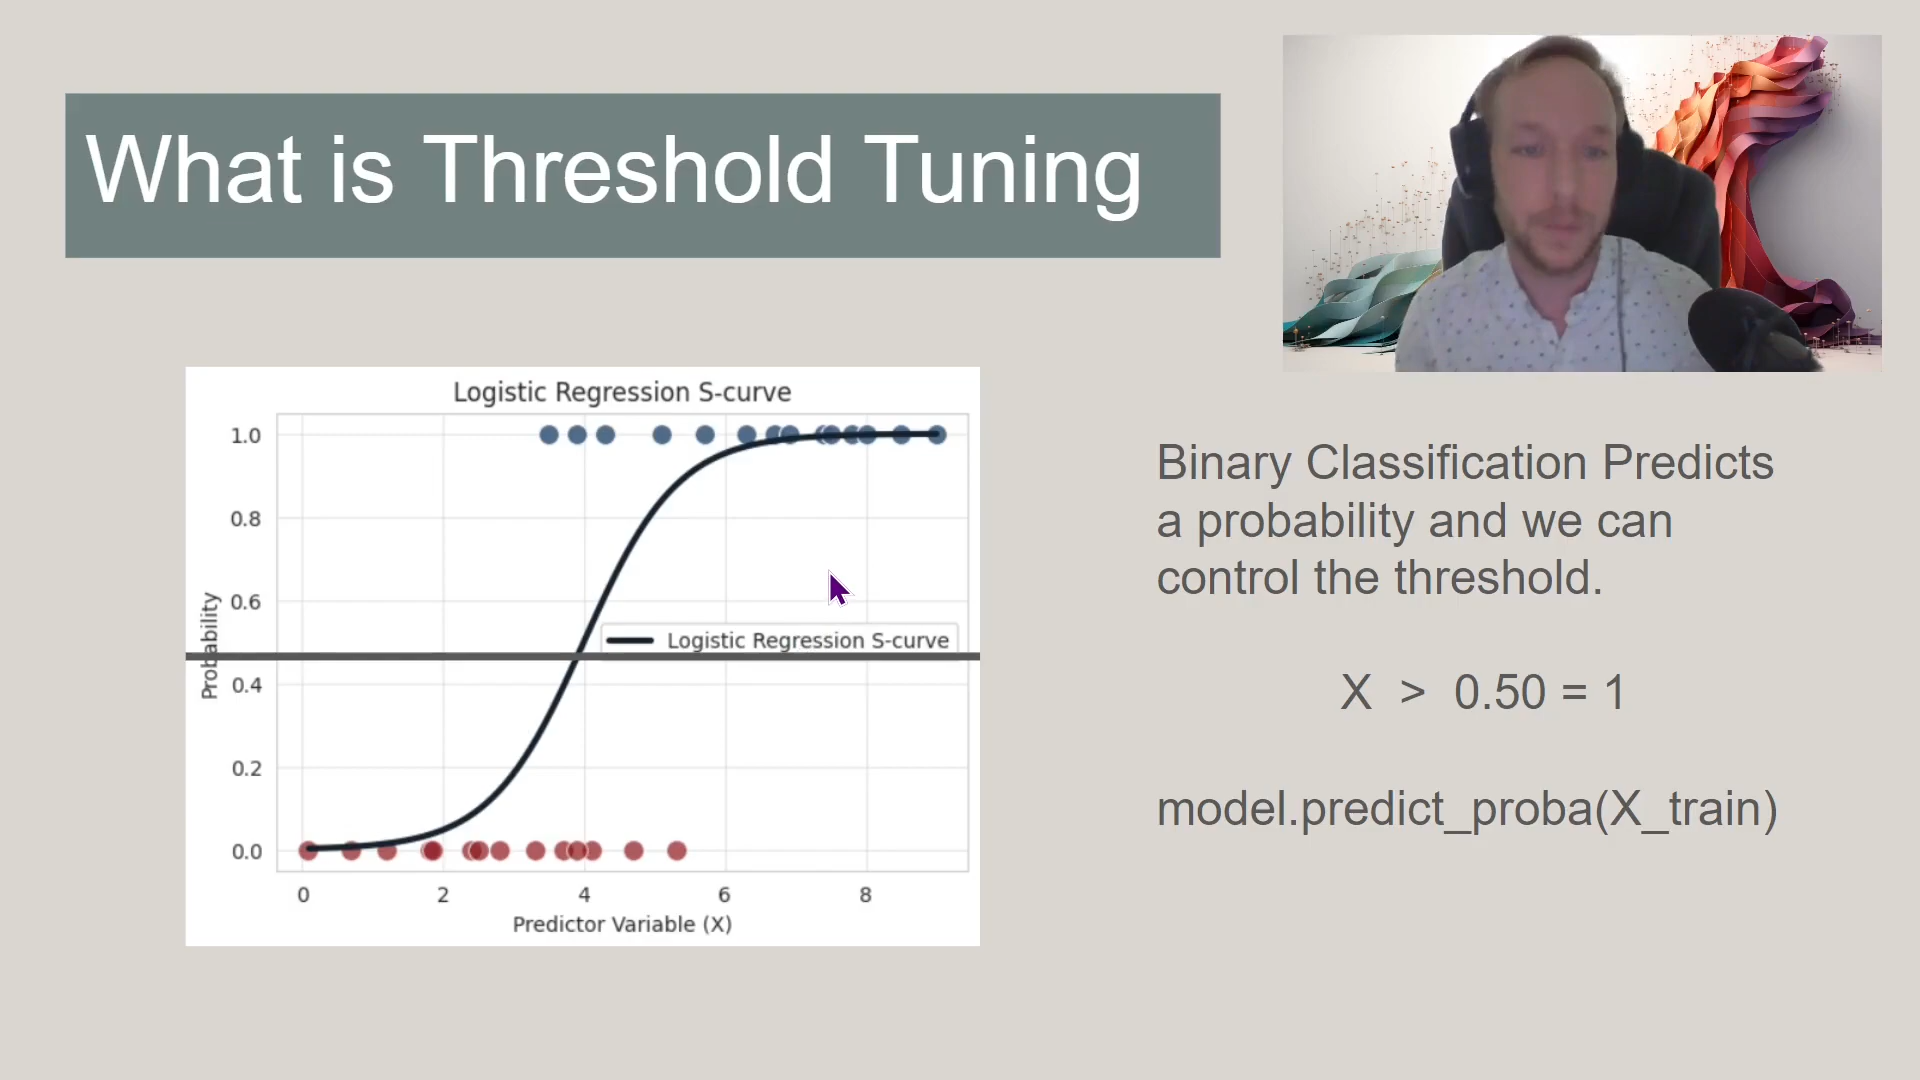 What is Threshold Tuning
Logistic Regression S-curve
1.0
0.8
0.6
0.4
0.2
0.0
Probability
Logistic Regression S-curve
0 2 4 6 8
Predictor Variable (X)
Binary Classification Predicts
a probability and we can
control the threshold.
X > 0.50 = 1
model.predict_proba(X_train)